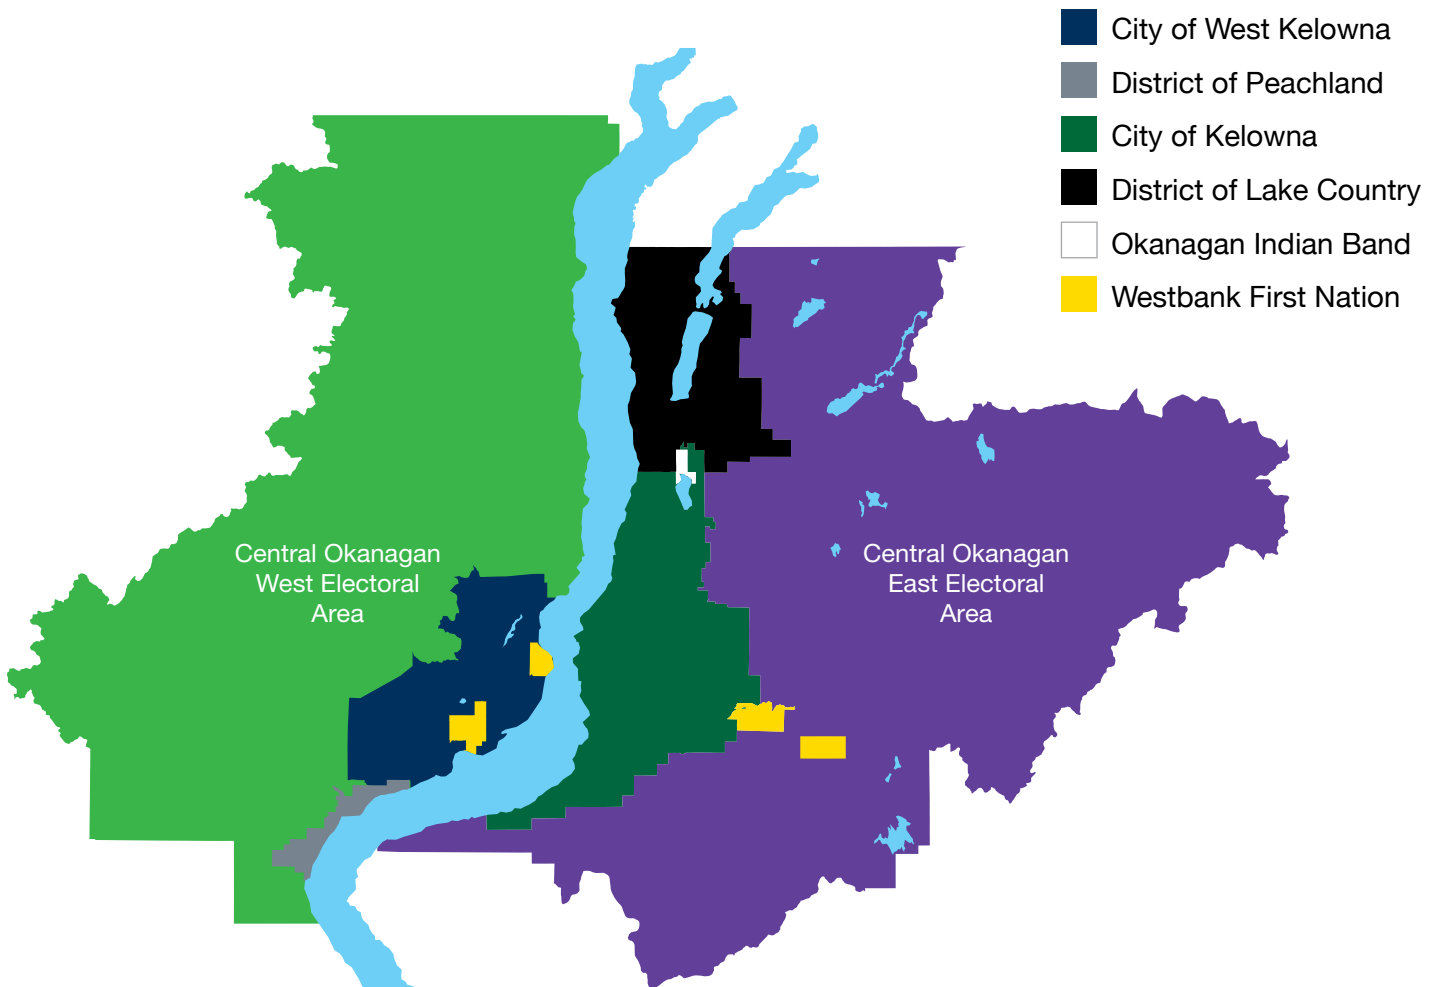 City of West Kelowna
District of Peachland
City of Kelowna
District of Lake Country
Okanagan Indian Band
Westbank First Nation
Central Okanagan
West Electoral
Area
Central Okanagan
East Electoral
Area